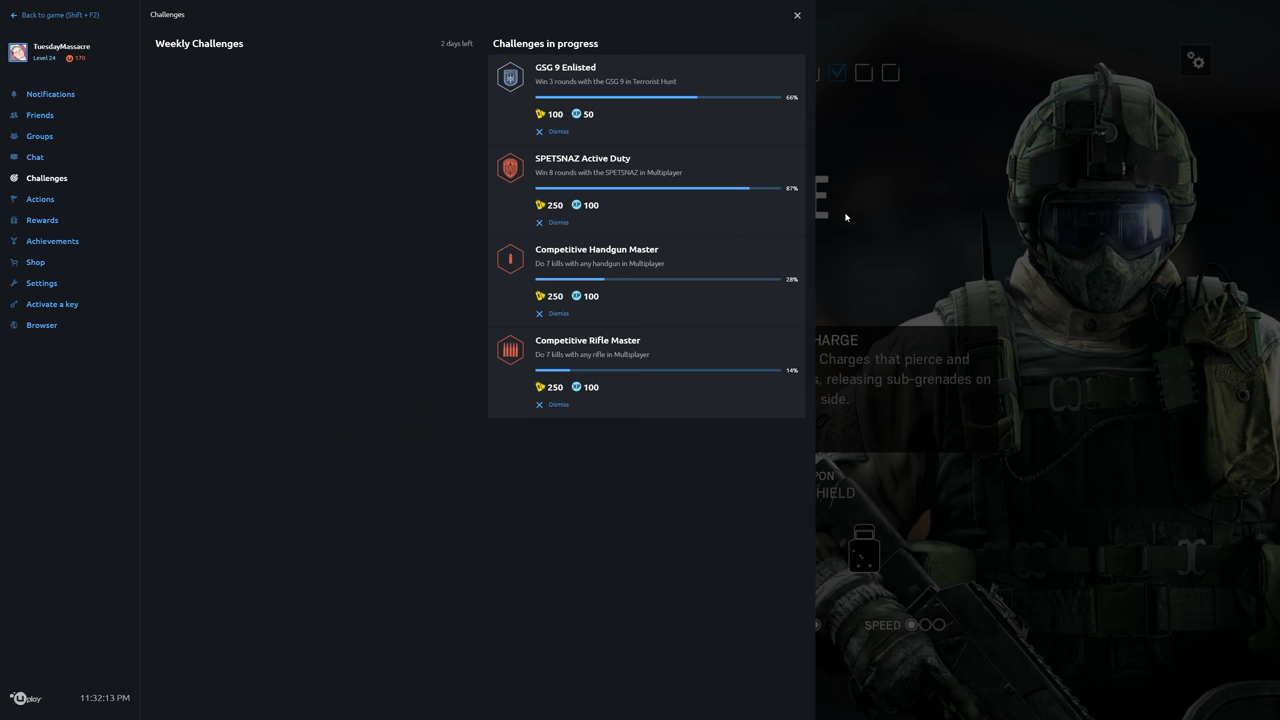 Back to game (Shift + F2)
TuesdayMassacre
Level 24 170
Notifications
Friends
Groups
Chat
Challenges
Actions
Rewards
Achievements
Shop
Settings
Activate a key
Browser
uplay
11:32:13 PM
Challenges
Weekly Challenges
2 days left
Challenges in progress
GSG 9 Enlisted
Win 3 rounds with the GSG 9 in Terrorist Hunt
66%
100 XP 50
Dismiss
SPETSNAZ Active Duty
Win 8 rounds with the SPETSNAZ in Multiplayer
87%
250 XP 100
Dismiss
Competitive Handgun Master
Do 7 kills with any handgun in Multiplayer
28%
250 XP 100
Dismiss
Competitive Rifle Master
Do 7 kills with any rifle in Multiplayer
14%
250 XP 100
Dismiss
E
HARGE
Charges that pierce and
s, releasing sub-grenades on
side.
PON
HIELD
SPEED